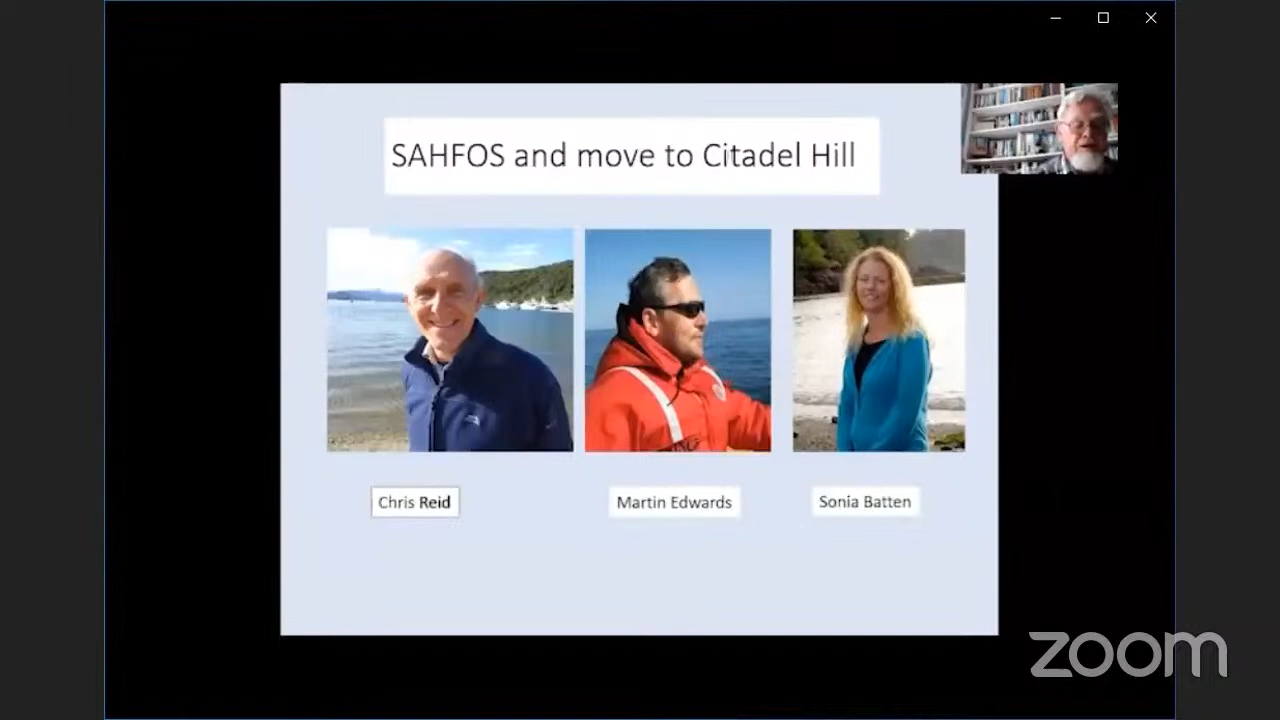 SAHFOS and move to Citadel Hill
Chris Reid
Martin Edwards
Sonia Batten
zoom